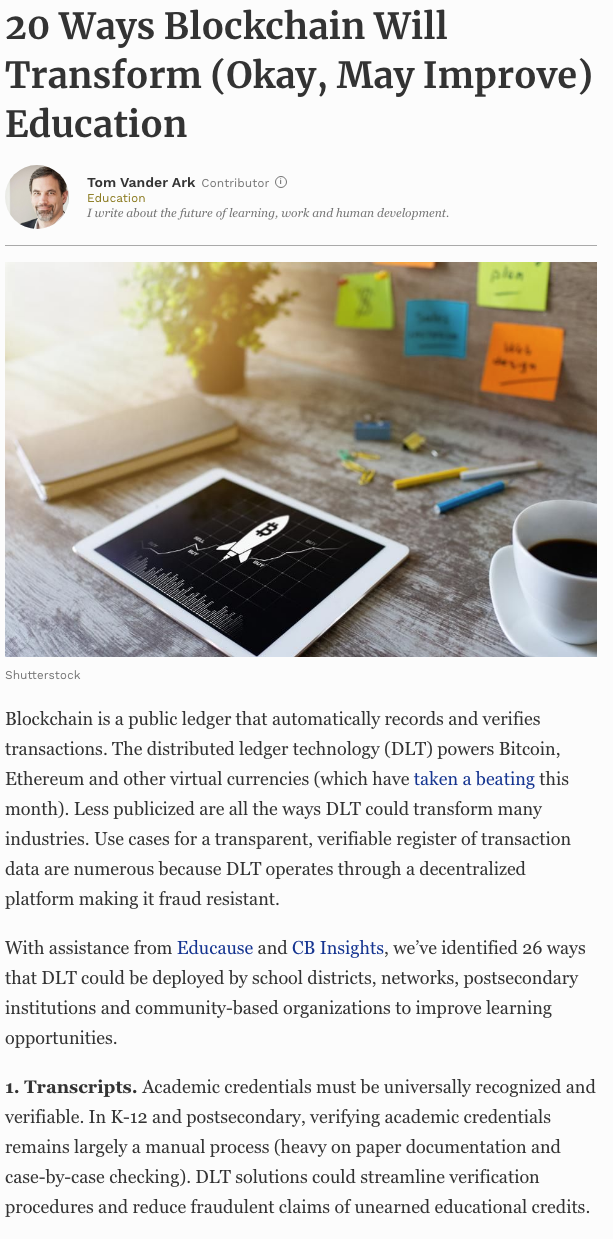 20 Ways Blockchain Will
Transform (Okay, May Improve)
Education
Tom Vander Ark Contributor
Education
I write about the future of learning, work and human development.
plan
Sales
Web
design
SELL
BUY
BUY
Shutterstock
Blockchain is a public ledger that automatically records and verifies
transactions. The distributed ledger technology (DLT) powers Bitcoin,
Ethereum and other virtual currencies (which have taken a beating this
month). Less publicized are all the ways DLT could transform many
industries. Use cases for a transparent, verifiable register of transaction
data are numerous because DLT operates through a decentralized
platform making it fraud resistant.
With assistance from Educause and CB Insights, we've identified 26 ways
that DLT could be deployed by school districts, networks, postsecondary
institutions and community-based organizations to improve learning
opportunities.
1. Transcripts. Academic credentials must be universally recognized and
verifiable. In K-12 and postsecondary, verifying academic credentials
remains largely a manual process (heavy on paper documentation and
case-by-case checking). DLT solutions could streamline verification
procedures and reduce fraudulent claims of unearned educational credits.